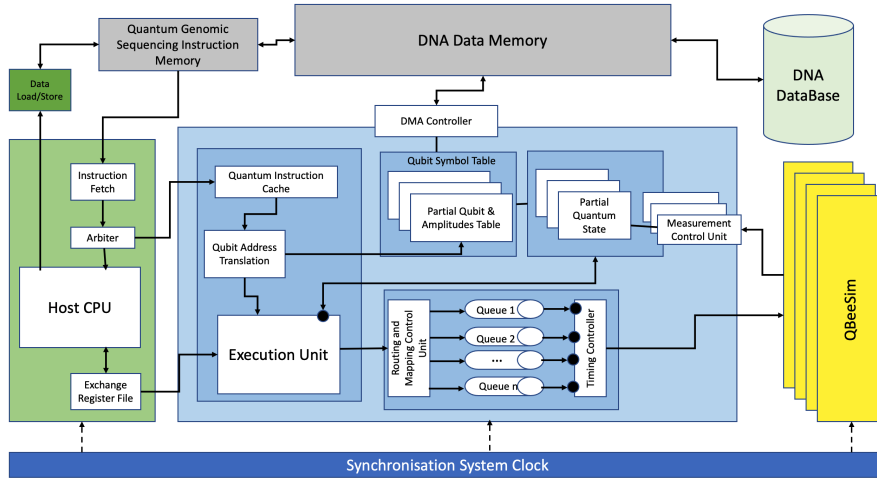 Quantum Genomic
Sequencing Instruction
Memory
DNA Data Memory
DNA
DataBase
Data
Load/Store
DMA Controller
Instruction
Fetch
Arbiter
Host CPU
Exchange
Register File
Quantum Instruction
Cache
Qubit Address
Translation
Execution Unit
Qubit Symbol Table
Partial Qubit &
Amplitudes Table
Partial
Quantum
State
Measurement
Control Unit
Routing and
Mapping Control
Unit
Queue 1
Queue 2
...
Queue n
Timing Controller
QBeeSim
Synchronisation System Clock